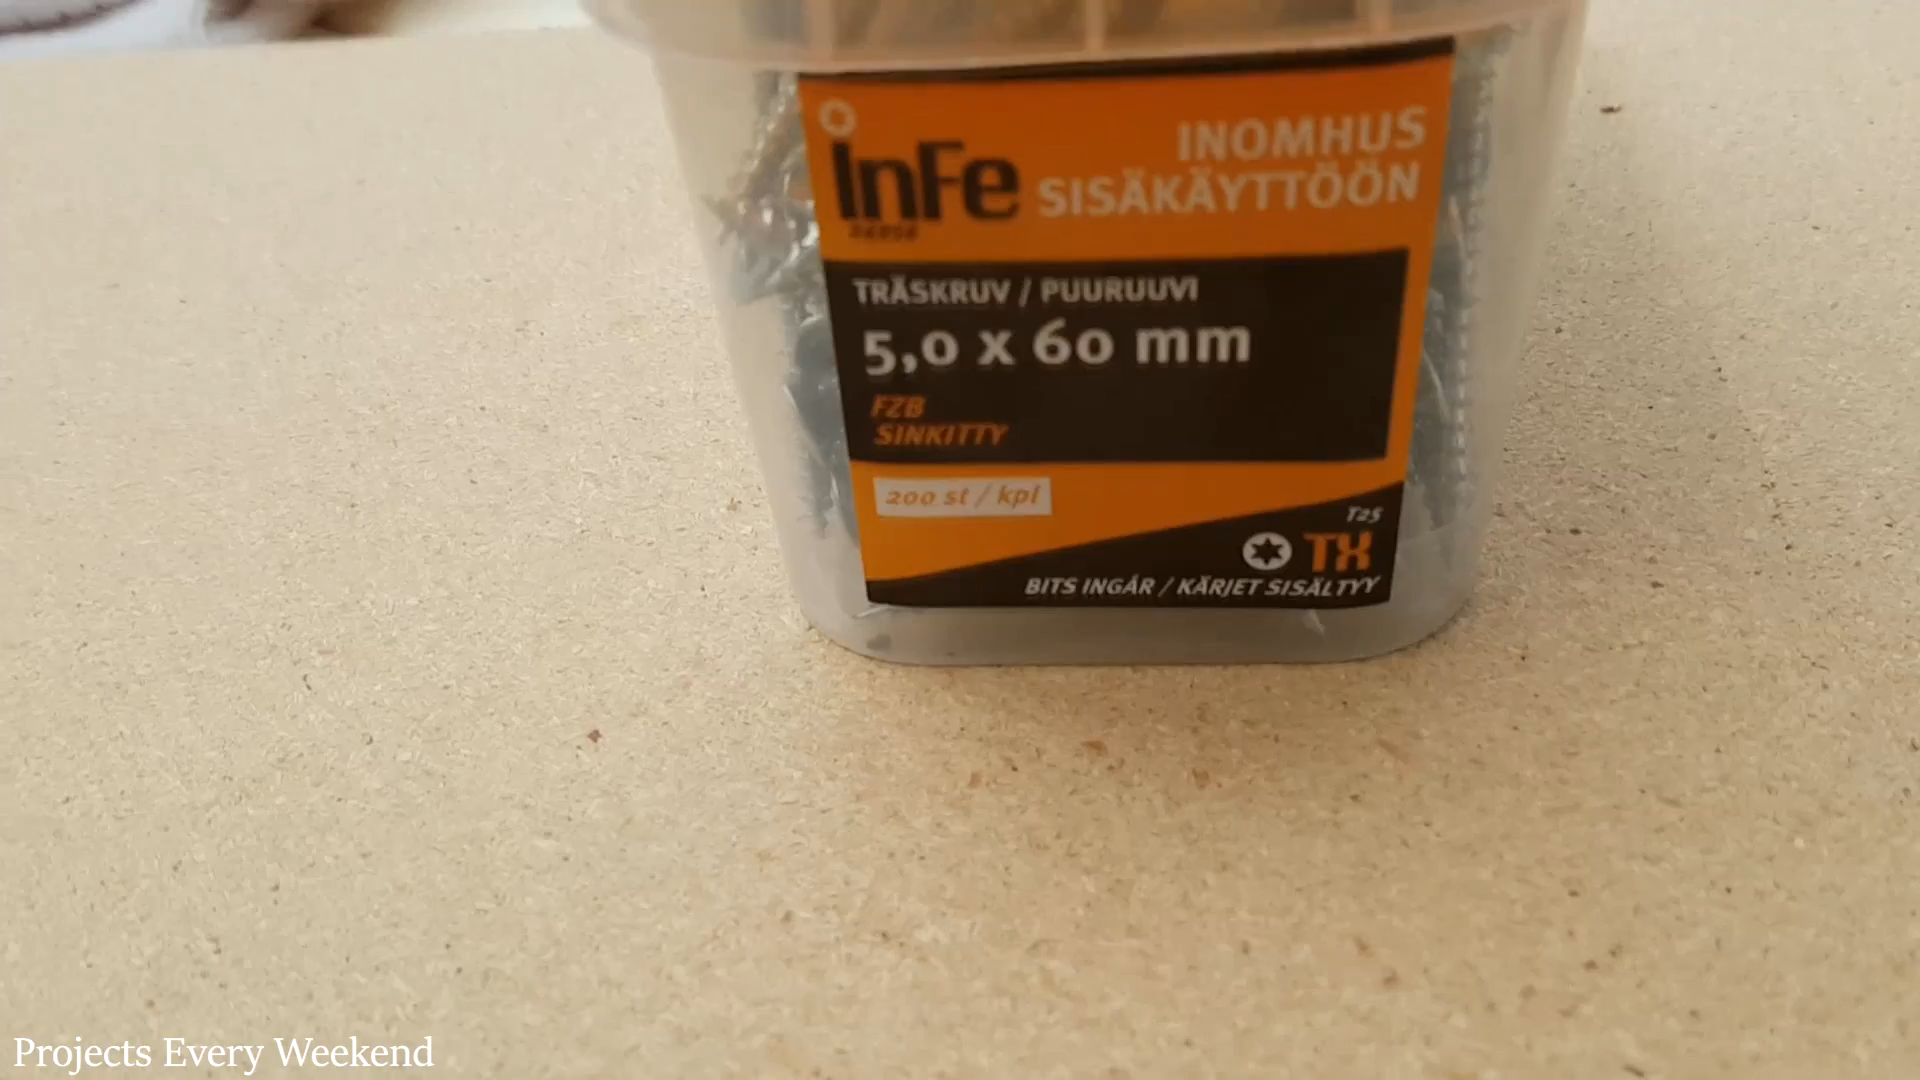 InFe
INOMHUS
SISÄKÄYTTÖÖN
TRÄSKRUV / PUURUUVI
5,0 x 60 mm
FZB
SINKITTY
200 st / kpl
T25
TX
BITS INGÅR / KÄRJET SISÄLTYY
Projects Every Weekend